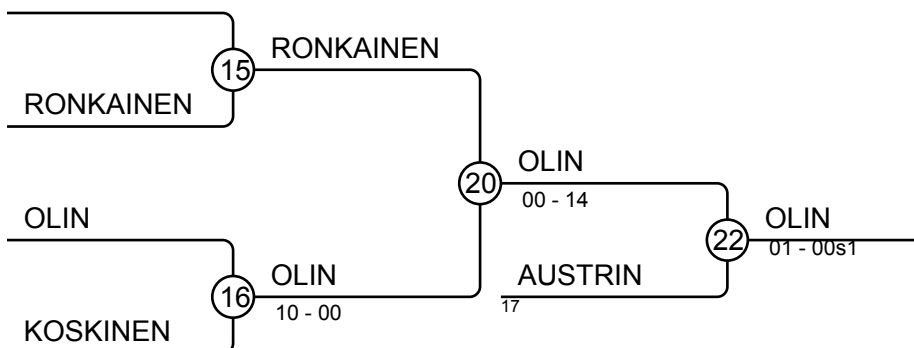 RONKAINEN
15
RONKAINEN
OLIN
20
00 - 14
OLIN
OLIN
22
01 - 00s1
OLIN
AUSTRIN
16
17
10 - 00
KOSKINEN